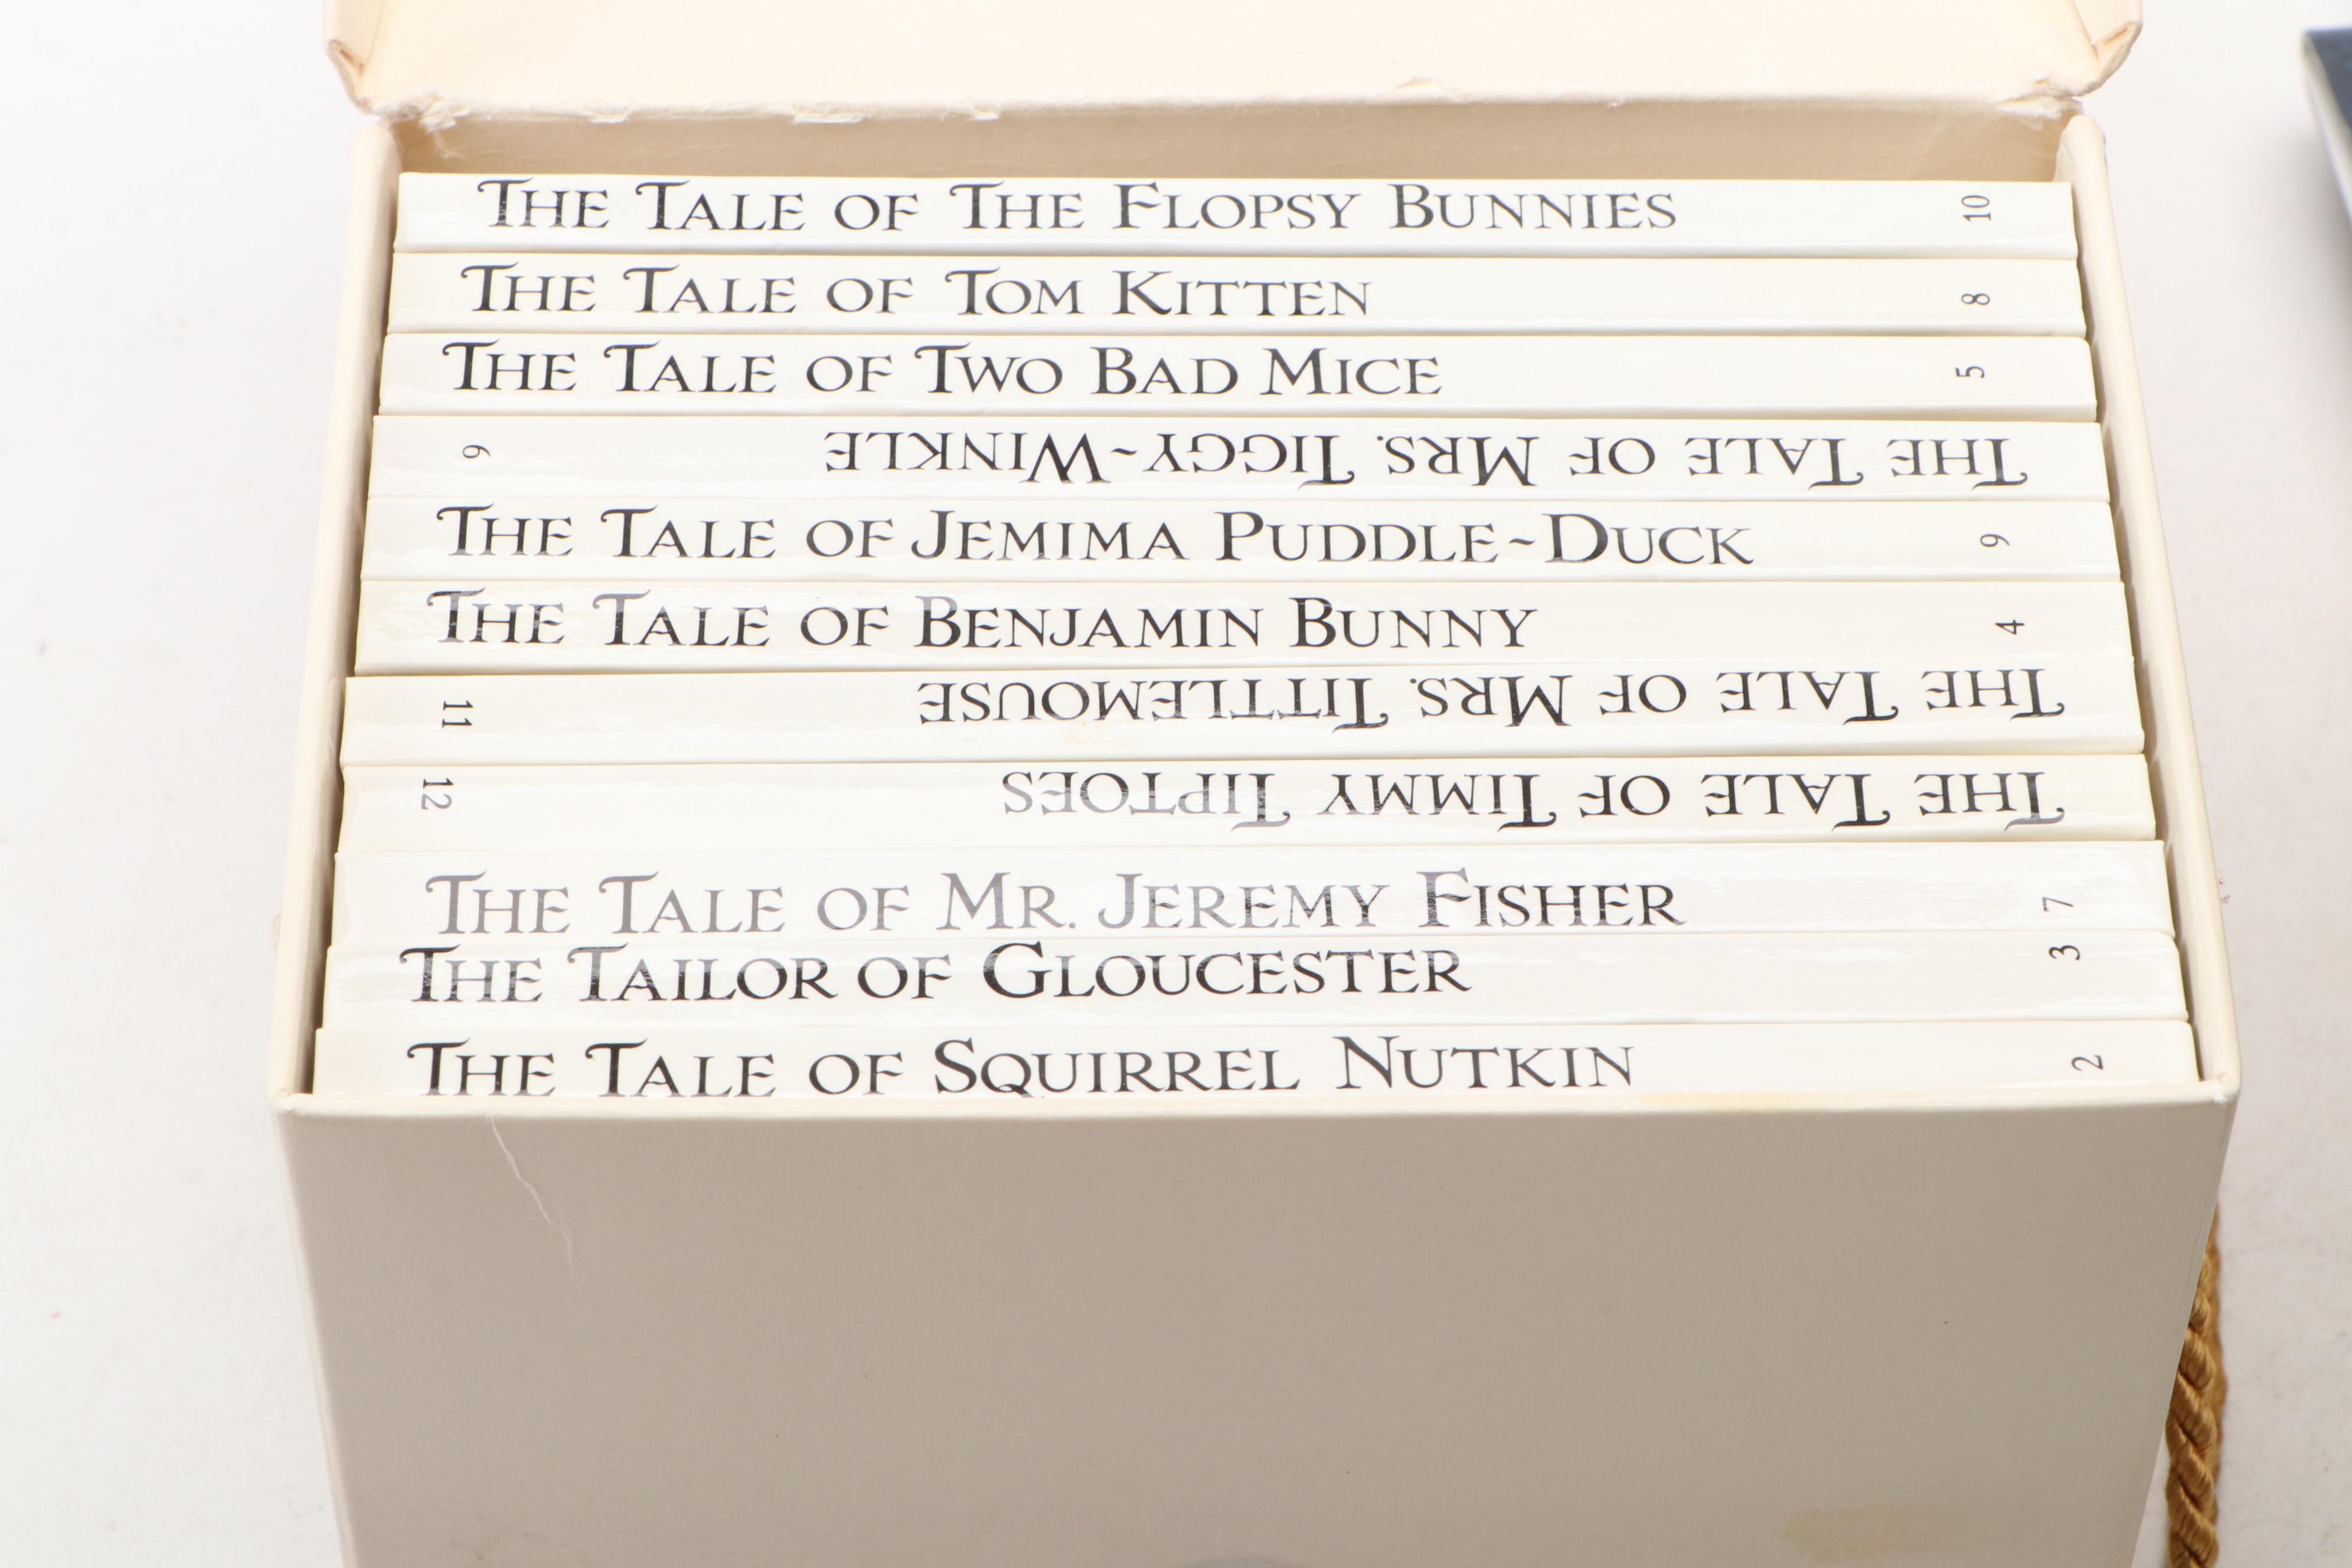 THE TALE OF THE FLOPSY BUNNIES 10
THE TALE OF TOM KITTEN 8
THE TALE OF TWO BAD MICE 5
THE TALE OF MRS. TIGGY-WINKLE 6
THE TALE OF JEMIMA PUDDLE-DUCK 9
THE TALE OF BENJAMIN BUNNY 4
THE TALE OF MRS. TITTLEMOUSE 11
THE TALE OF TIMMY TIPTOES 12
THE TALE OF MR. JEREMY FISHER 7
THE TAILOR OF GLOUCESTER 3
THE TALE OF SQUIRREL NUTKIN 2